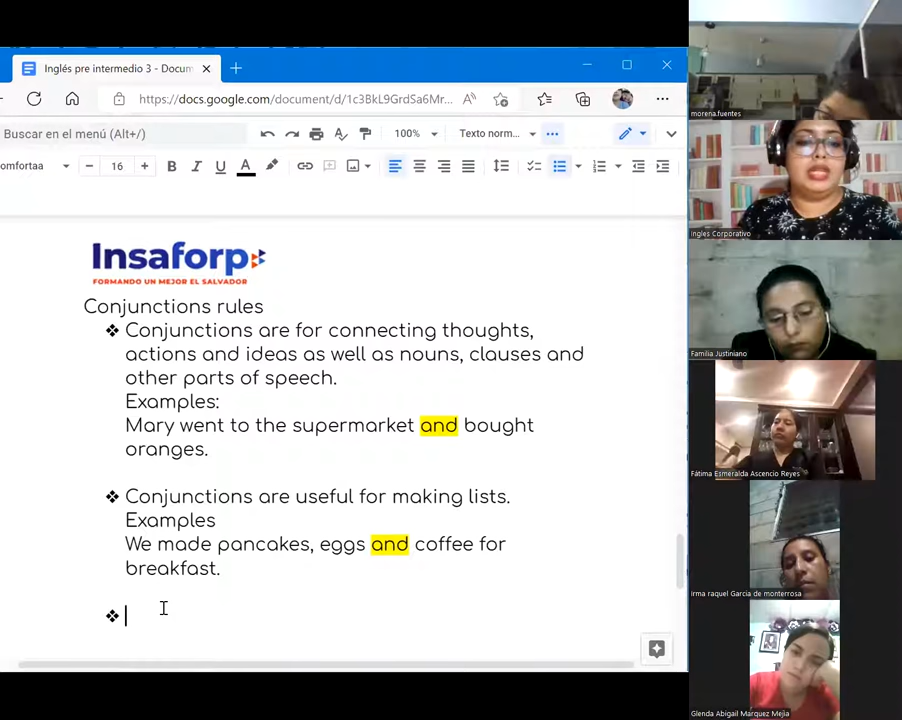 Inglés pre intermedio 3 - Docum
https://docs.google.com/document/d/1c3BkL9GrdSa6Mr...
Buscar en el menú (Alt+/)
100%
Texto norm...
omfortaa
16
B I U A
Insaforp
FORMANDO UN MEJOR EL SALVADOR
Conjunctions rules
❖ Conjunctions are for connecting thoughts,
actions and ideas as well as nouns, clauses and
other parts of speech.
Examples:
Mary went to the supermarket and bought
oranges.
❖ Conjunctions are useful for making lists.
Examples
We made pancakes, eggs and coffee for
breakfast.
❖
morena.fuentes
Ingles Corporativo
Familia Justiniano
Fátima Esmeralda Ascencio Reyes
Irma raquel Garcia de monterrosa
Glenda Abigail Marquez Mejia